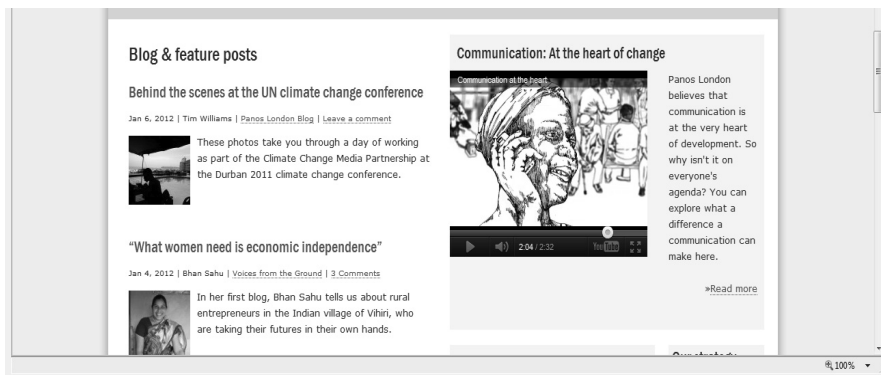 Blog & feature posts
Behind the scenes at the UN climate change conference
Jan 6, 2012 | Tim Williams | Panos London Blog | Leave a comment
These photos take you through a day of working
as part of the Climate Change Media Partnership at
the Durban 2011 climate change conference.
“What women need is economic independence”
Jan 4, 2012 | Bhan Sahu | Voices from the Ground | 3 Comments
In her first blog, Bhan Sahu tells us about rural
entrepreneurs in the Indian village of Vihiri, who
are taking their futures in their own hands.
Communication: At the heart of change
Communication at the heart
2:04 / 2:32
YouTube
Panos London
believes that
communication is
at the very heart
of development. So
why isn't it on
everyone's
agenda? You can
explore what a
difference a
communication can
make here.
»Read more
Our strategy
100%